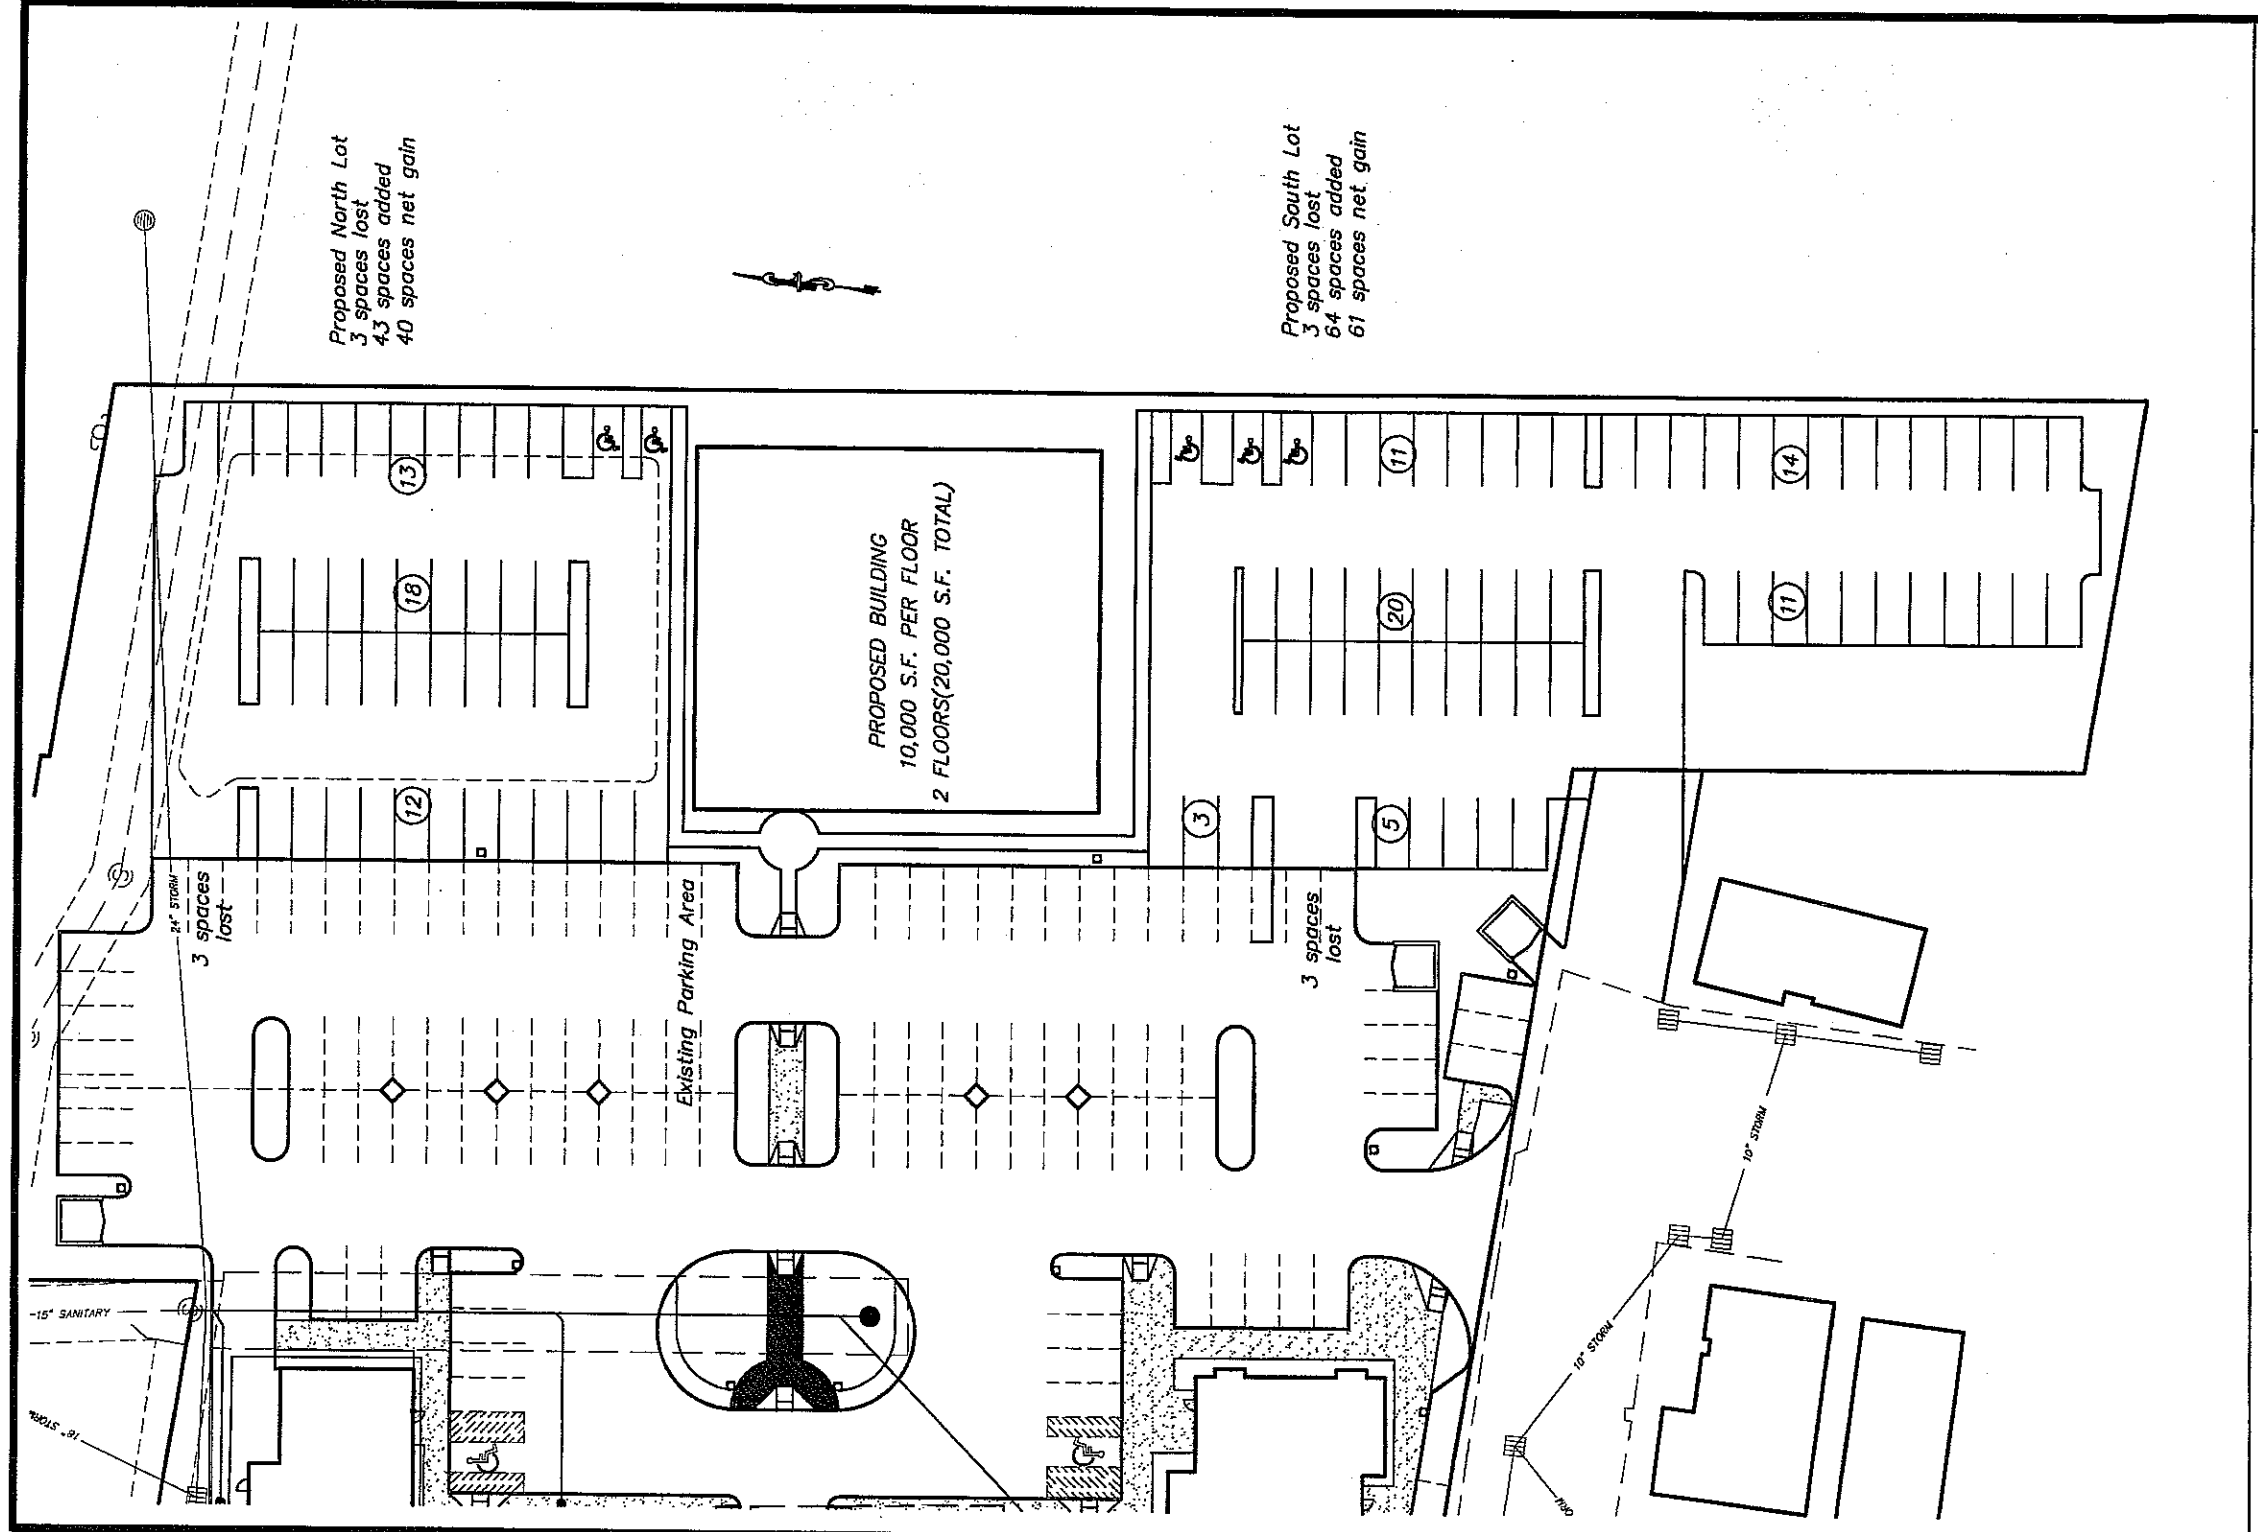 Proposed North Lot
3 spaces lost
43 spaces added
40 spaces net gain
Proposed South Lot
3 spaces lost
64 spaces added
61 spaces net gain
13
11
14
18
20
11
PROPOSED BUILDING
10,000 S.F. PER FLOOR
2 FLOORS(20,000 S.F. TOTAL)
12
3
5
24" STORM
3 spaces
lost
Existing Parking Area
3 spaces
lost
10" STORM
-15" SANITARY
10" STORM